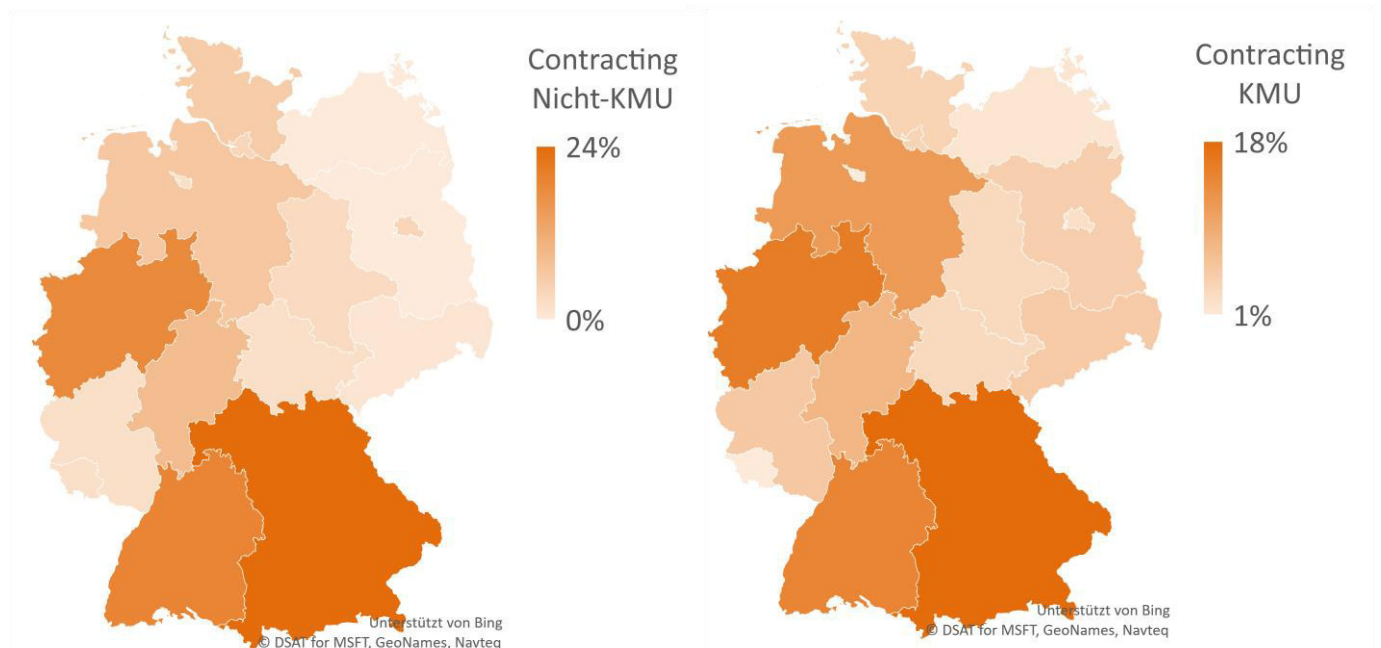 Contracting
Nicht-KMU
24%
0%
Unterstützt von Bing
© DSAT for MSFT, GeoNames, Navteq
Contracting
KMU
18%
1%
Unterstützt von Bing
© DSAT for MSFT, GeoNames, Navteq